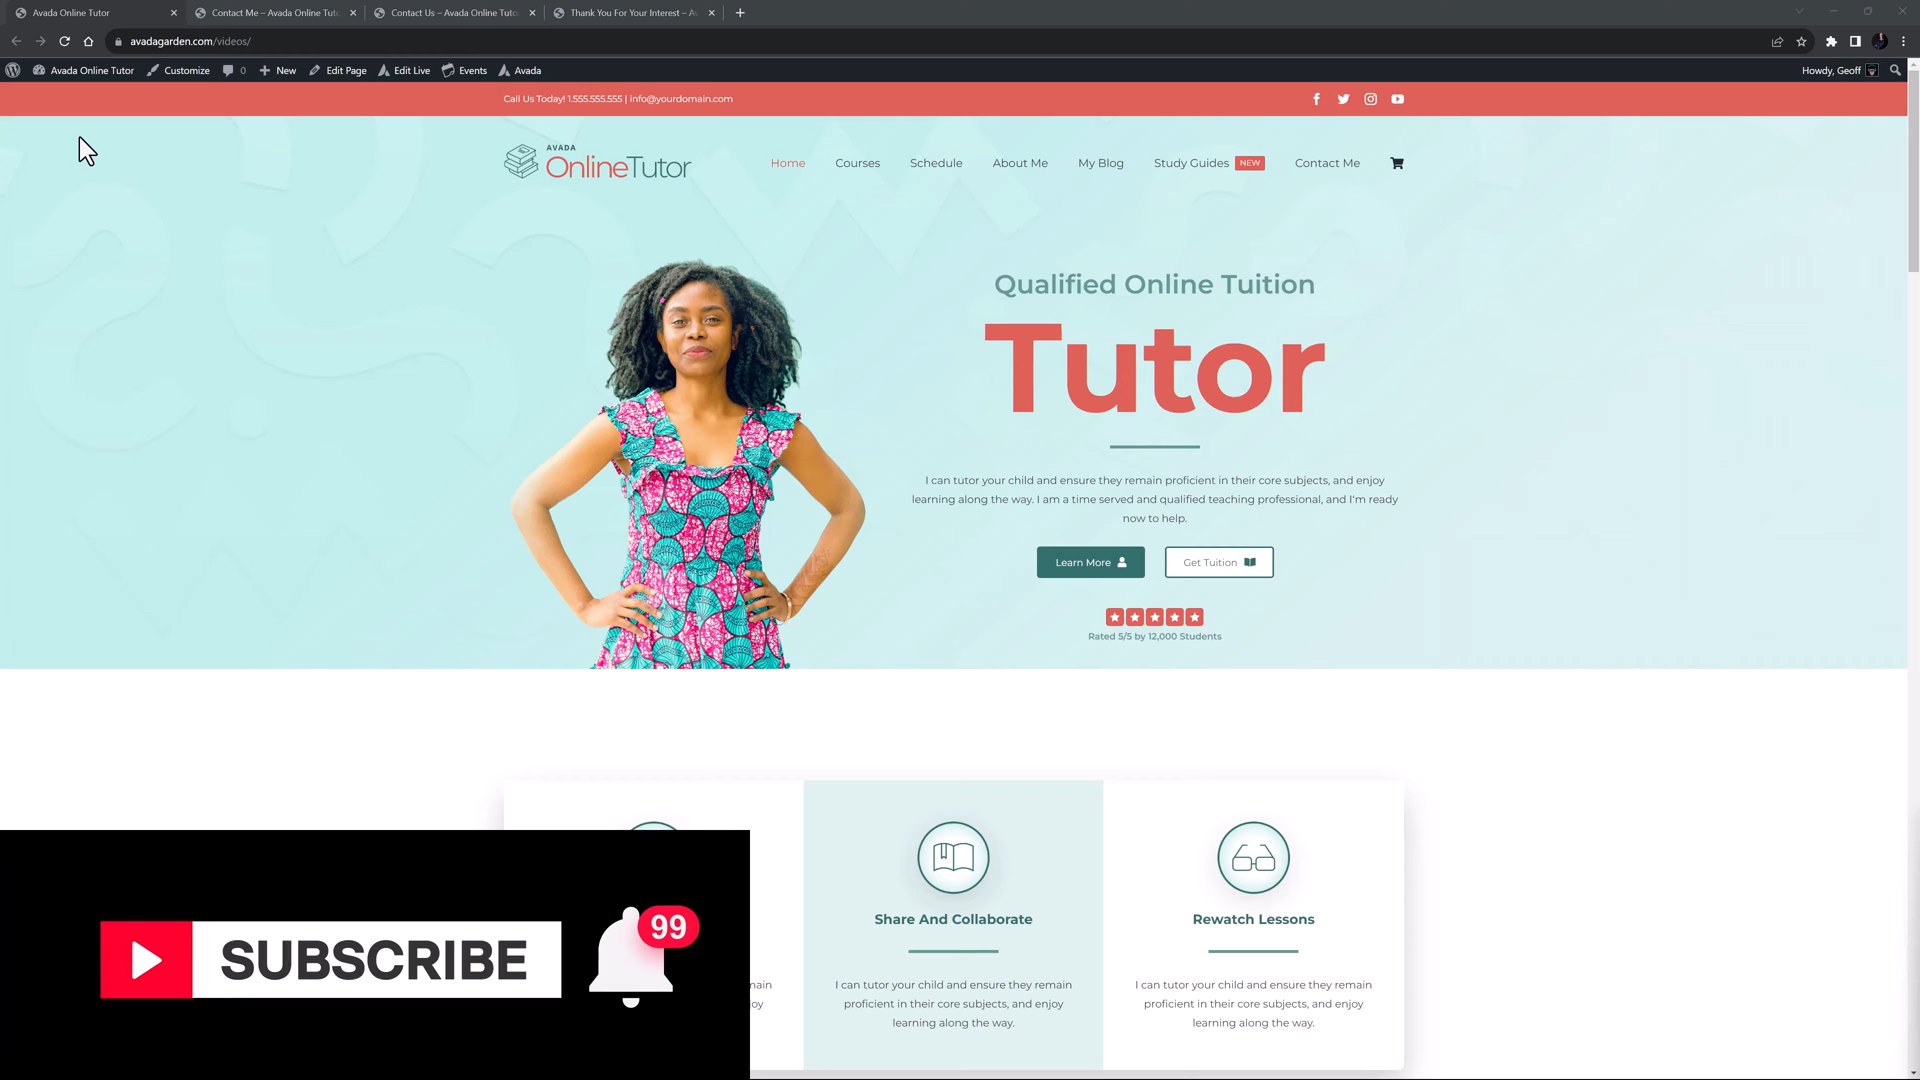 Avada Online Tutor
Contact Me – Avada Online Tuto
Contact Us – Avada Online Tuto
Thank You For Your Interest – Av
avadagarden.com/videos/
Avada Online Tutor
Customize
0
New
Edit Page
Edit Live
Events
Avada
Howdy, Geoff
Call Us Today! 1.555.555.555 | info@yourdomain.com
AVADA
OnlineTutor
Home
Courses
Schedule
About Me
My Blog
Study Guides NEW
Contact Me
Qualified Online Tuition
Tutor
I can tutor your child and ensure they remain proficient in their core subjects, and enjoy
learning along the way. I am a time served and qualified teaching professional, and I'm ready
now to help.
Learn More
Get Tuition
Rated 5/5 by 12,000 Students
Share And Collaborate
I can tutor your child and ensure they remain
proficient in their core subjects, and enjoy
learning along the way.
Rewatch Lessons
I can tutor your child and ensure they remain
proficient in their core subjects, and enjoy
learning along the way.
SUBSCRIBE
99